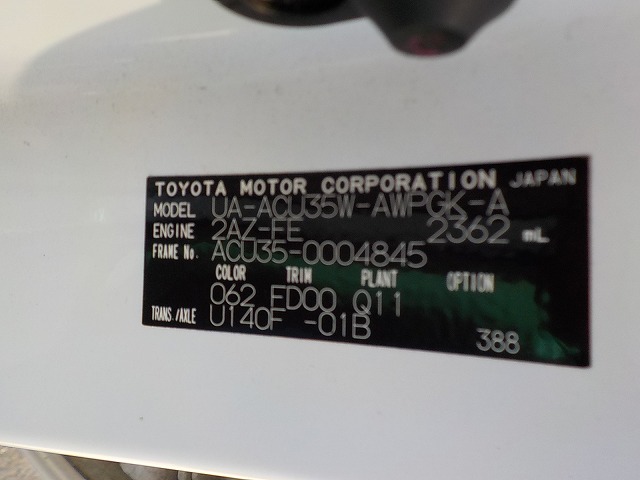 TOYOTA MOTOR CORPORATION JAPAN
MODEL UA-ACU35W-AWPGK-A
ENGINE 2AZ-FE 2362 mL
FRAME No. ACU35-0004845
COLOR TRIM PLANT OPTION
062 FD00 Q11
TRANS./AXLE U140F -01B
388